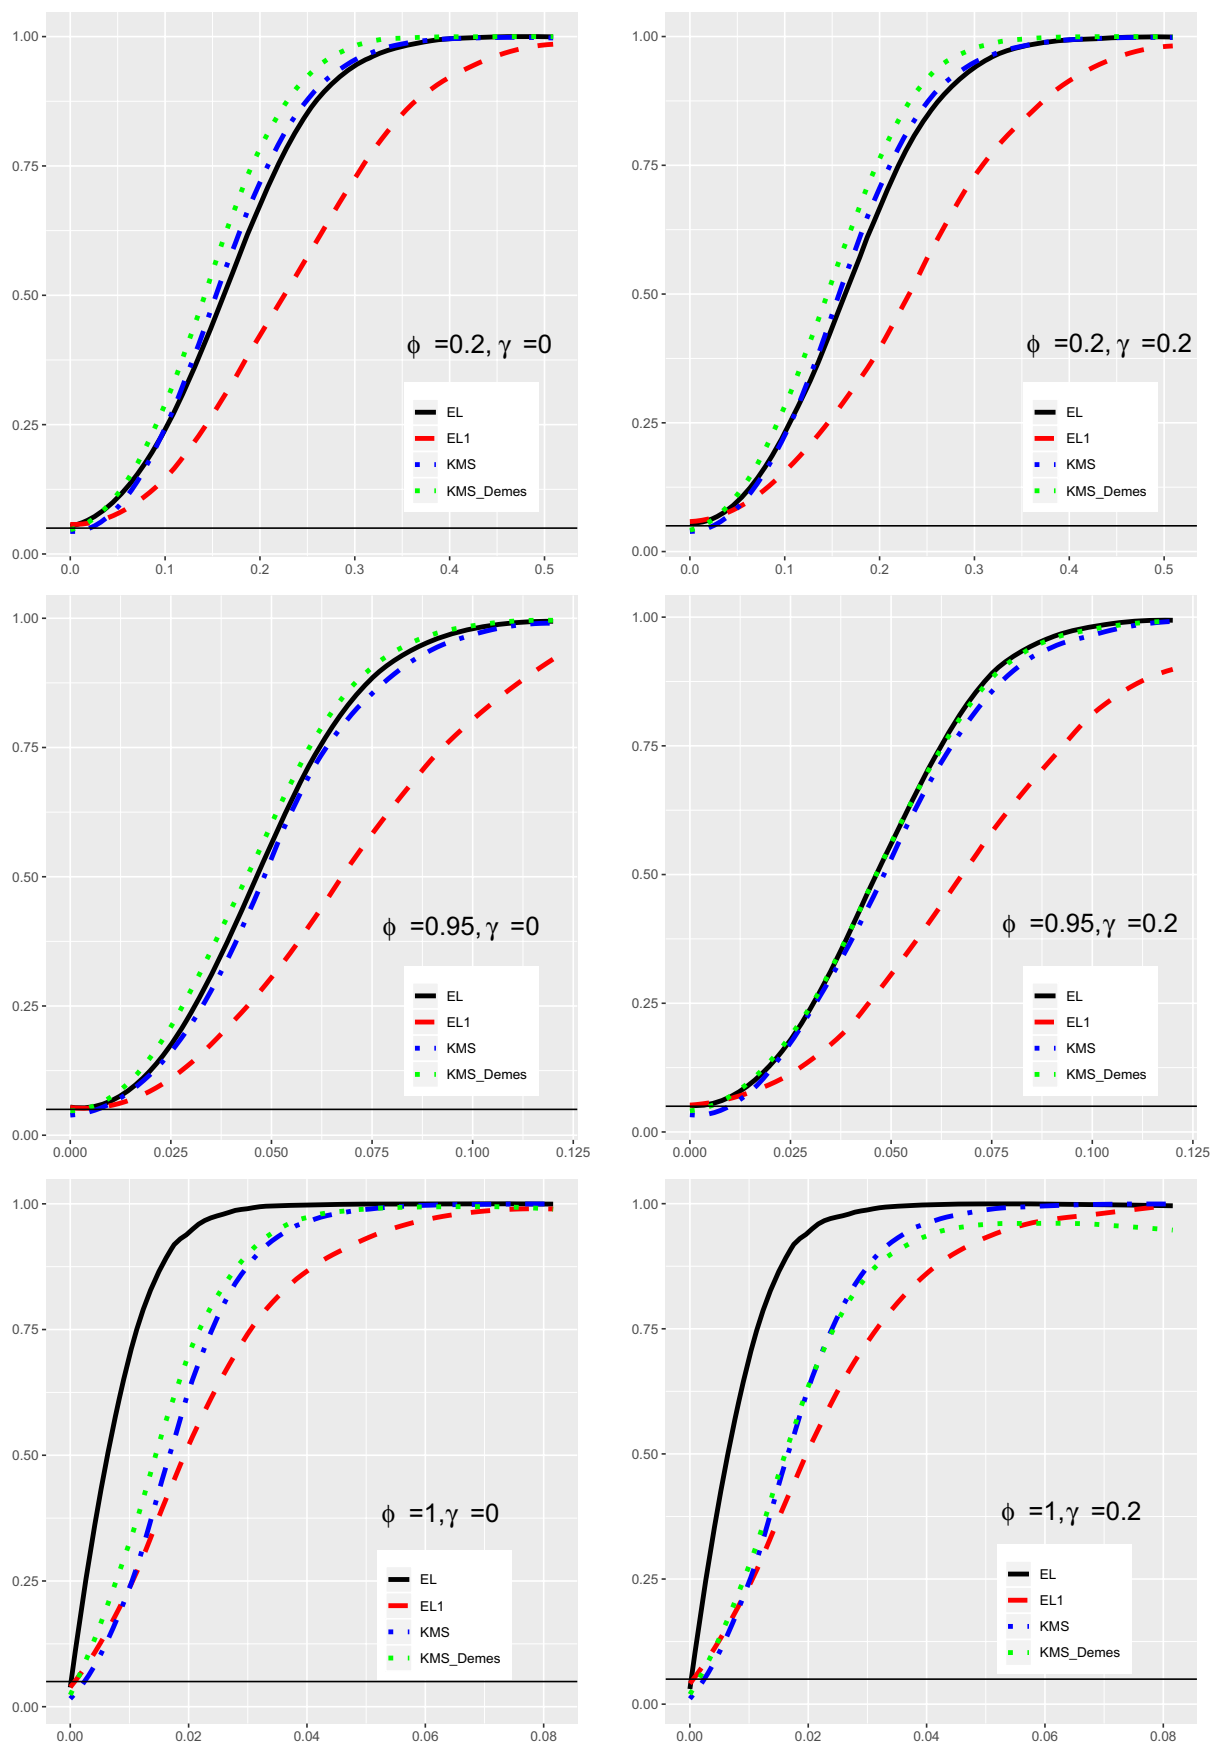 1.00
0.75
0.50
0.25
0.00
0.0 0.1 0.2 0.3 0.4 0.5
ϕ =0.2, γ =0
EL
EL1
KMS
KMS_Demes
1.00
0.75
0.50
0.25
0.00
0.0 0.1 0.2 0.3 0.4 0.5
ϕ =0.2, γ =0.2
EL
EL1
KMS
KMS_Demes
1.00
0.75
0.50
0.25
0.00
0.000 0.025 0.050 0.075 0.100 0.125
ϕ =0.95, γ =0
EL
EL1
KMS
KMS_Demes
1.00
0.75
0.50
0.25
0.00
0.000 0.025 0.050 0.075 0.100 0.125
ϕ =0.95, γ =0.2
EL
EL1
KMS
KMS_Demes
1.00
0.75
0.50
0.25
0.00
0.00 0.02 0.04 0.06 0.08
ϕ =1, γ =0
EL
EL1
KMS
KMS_Demes
1.00
0.75
0.50
0.25
0.00
0.00 0.02 0.04 0.06 0.08
ϕ =1, γ =0.2
EL
EL1
KMS
KMS_Demes